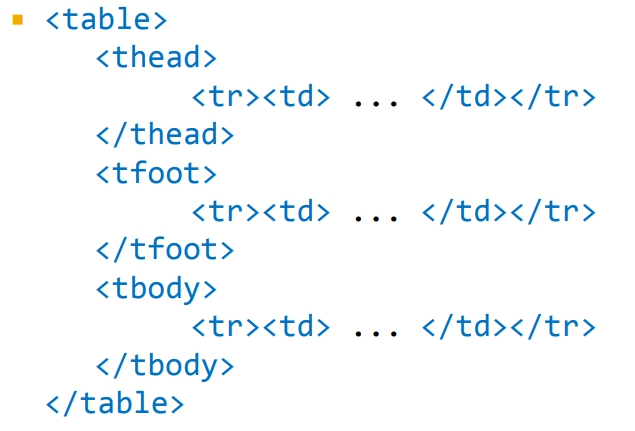 <table>
<thead>
<tr><td> ... </td></tr>
</thead>
<tfoot>
<tr><td> ... </td></tr>
</tfoot>
<tbody>
<tr><td> ... </td></tr>
</tbody>
</table>